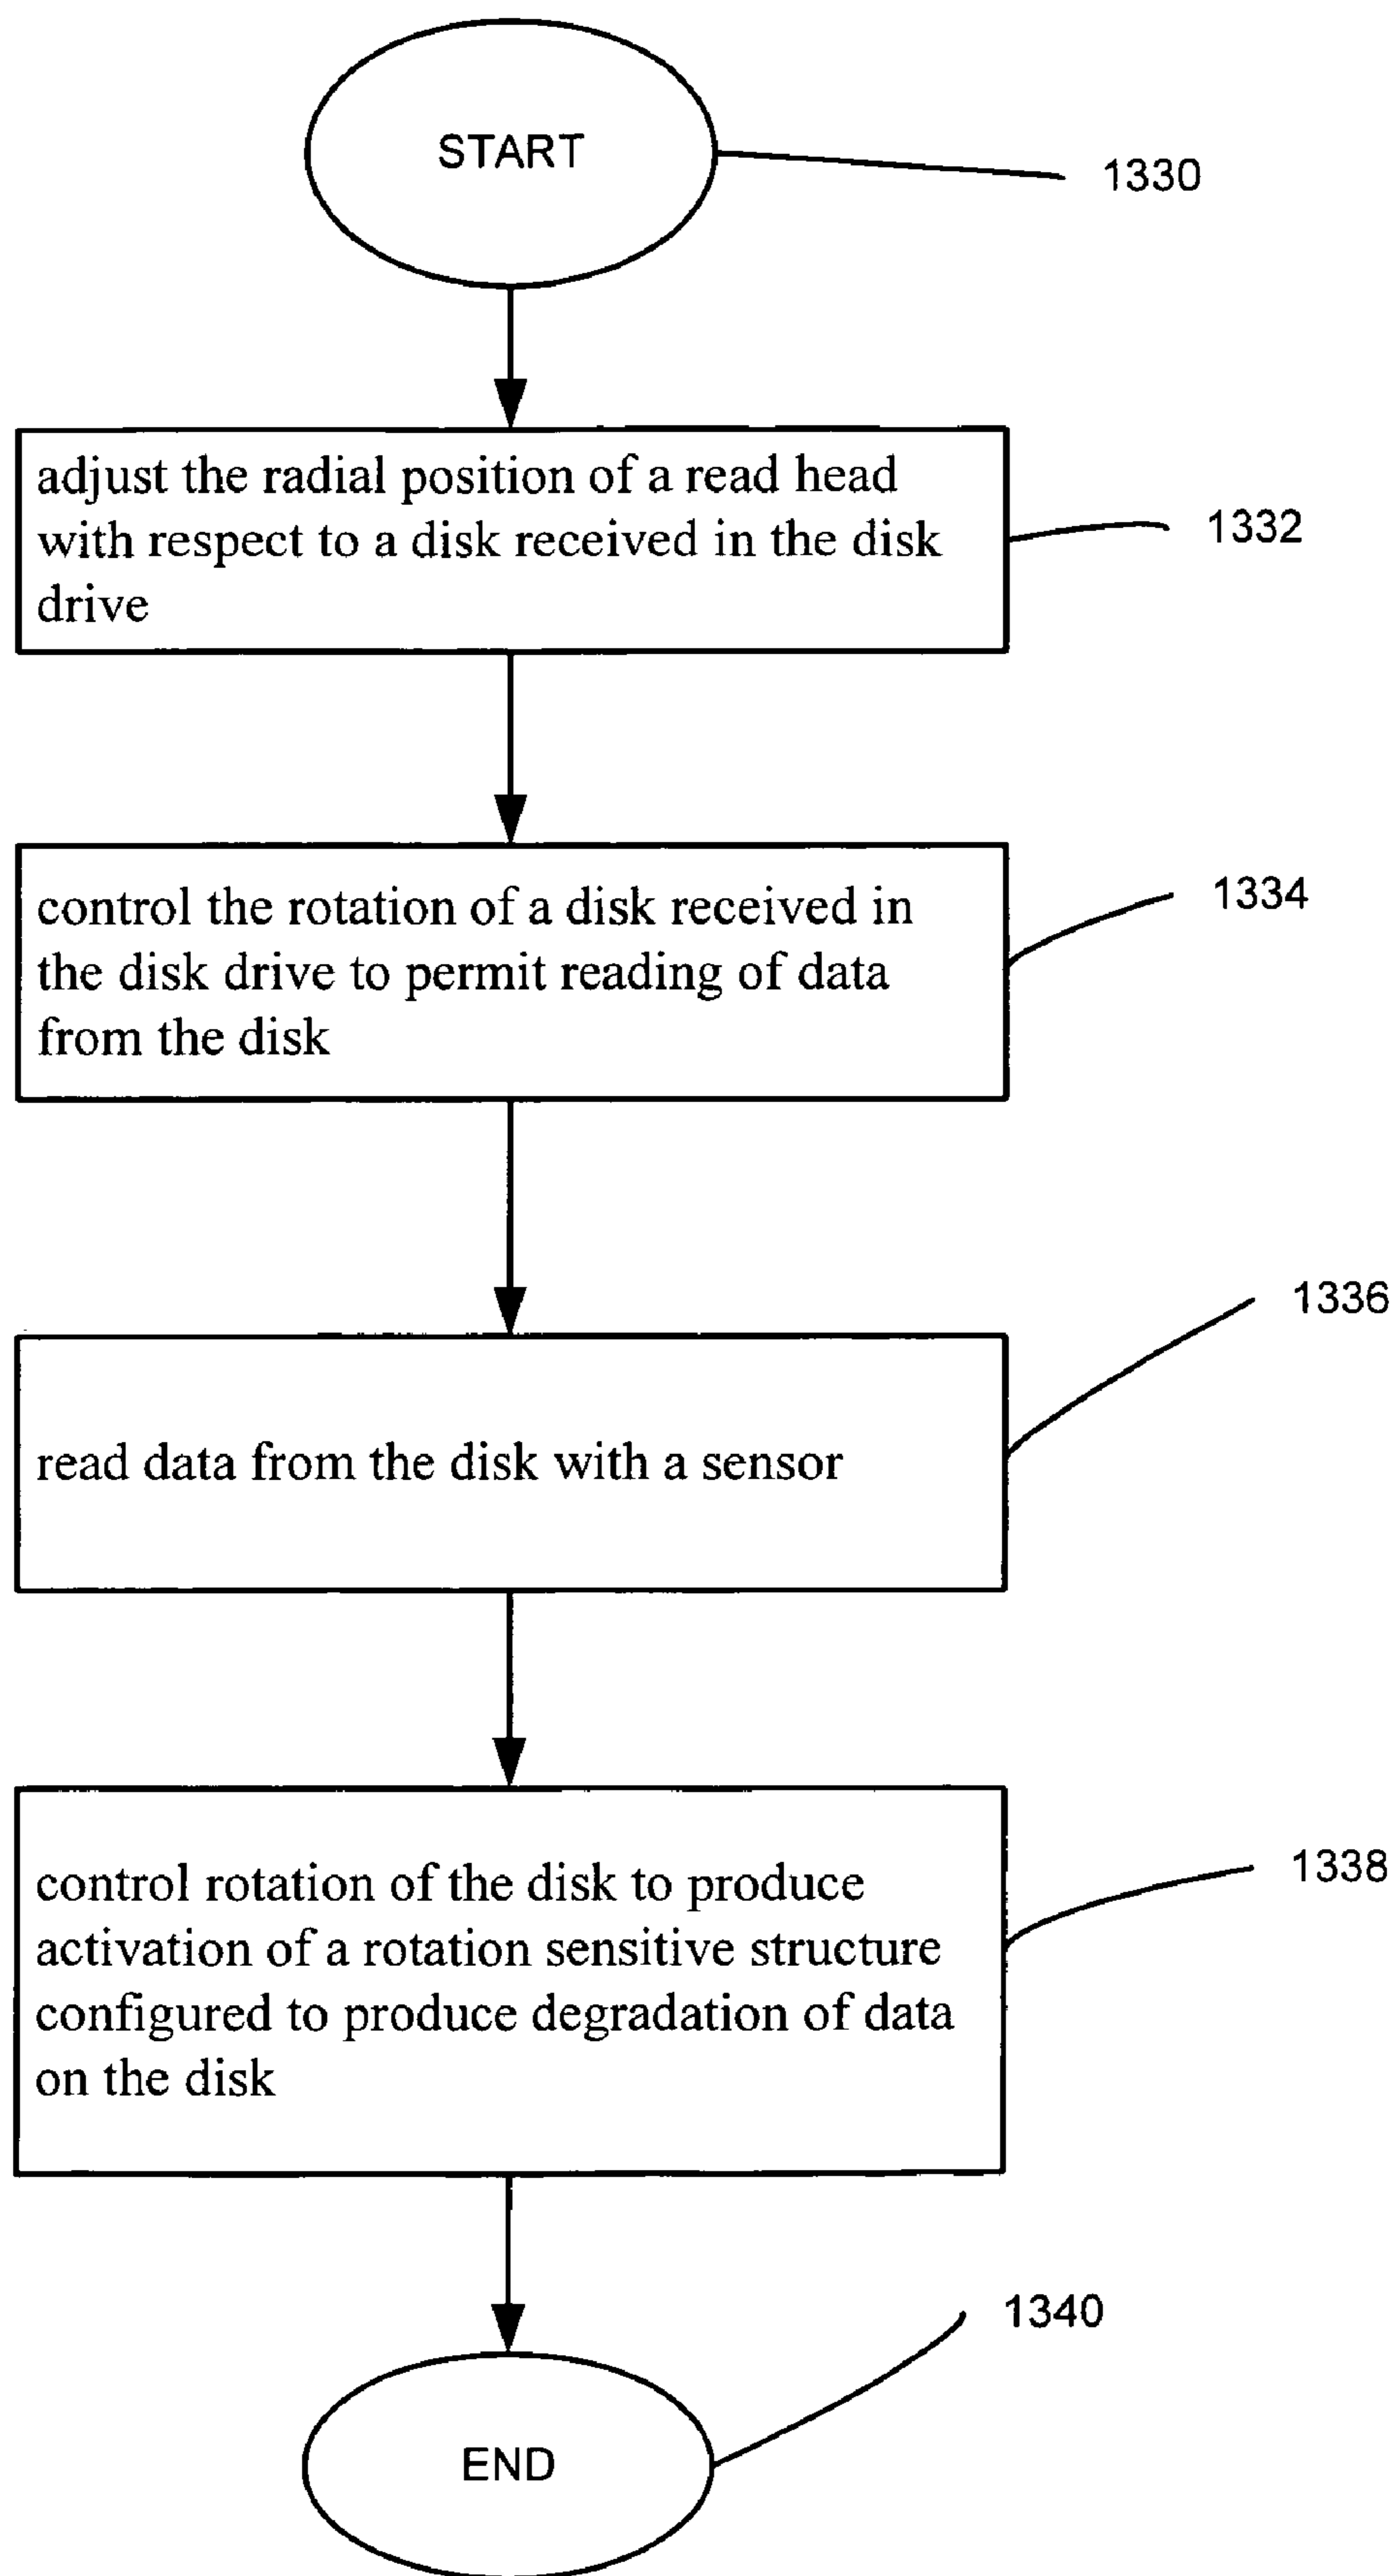 START
1330
adjust the radial position of a read head
with respect to a disk received in the disk
drive
1332
control the rotation of a disk received in
the disk drive to permit reading of data
from the disk
1334
read data from the disk with a sensor
1336
control rotation of the disk to produce
activation of a rotation sensitive structure
configured to produce degradation of data
on the disk
1338
END
1340